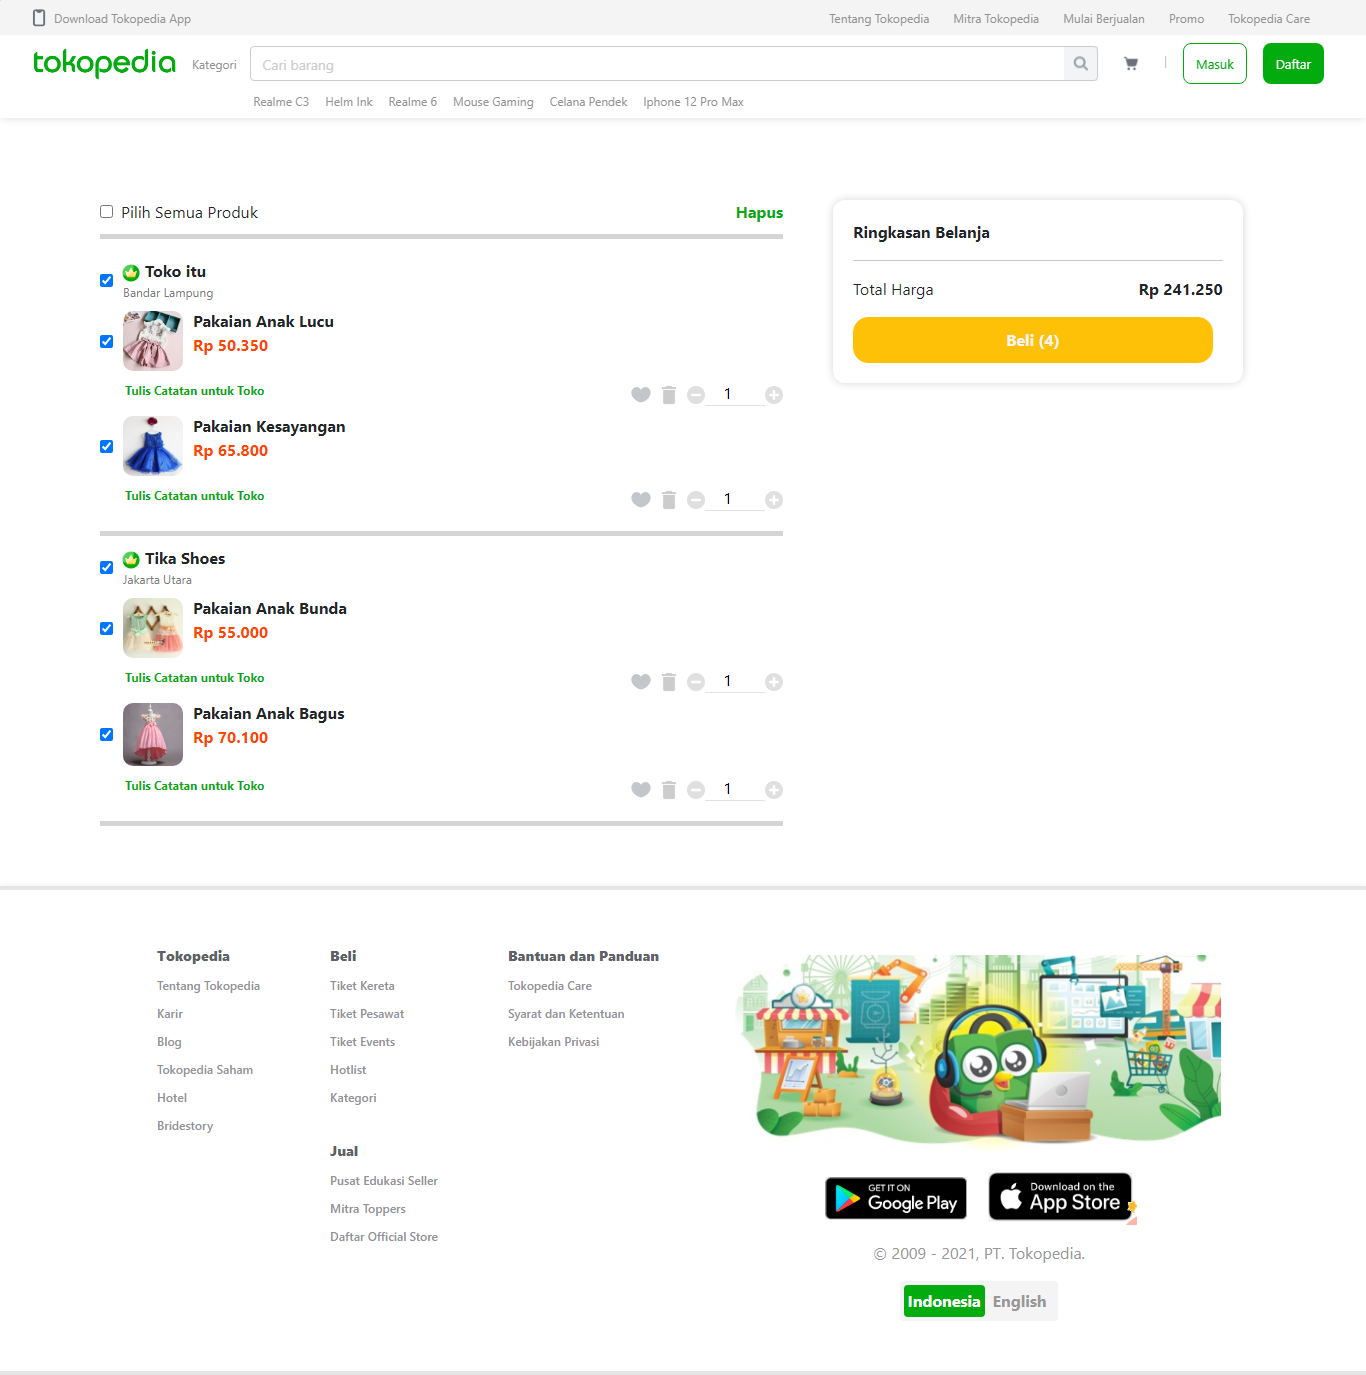 Download Tokopedia App
Tentang Tokopedia
Mitra Tokopedia
Mulai Berjualan
Promo
Tokopedia Care
tokopedia
Kategori
Cari barang
Masuk
Daftar
Realme C3
Helm Ink
Realme 6
Mouse Gaming
Celana Pendek
Iphone 12 Pro Max
Pilih Semua Produk
Hapus
Toko itu
Bandar Lampung
Pakaian Anak Lucu
Rp 50.350
Tulis Catatan untuk Toko
1
Pakaian Kesayangan
Rp 65.800
Tulis Catatan untuk Toko
1
Tika Shoes
Jakarta Utara
Pakaian Anak Bunda
Rp 55.000
Tulis Catatan untuk Toko
1
Pakaian Anak Bagus
Rp 70.100
Tulis Catatan untuk Toko
1
Ringkasan Belanja
Total Harga
Rp 241.250
Beli (4)
Tokopedia
Tentang Tokopedia
Karir
Blog
Tokopedia Saham
Hotel
Bridestory
Beli
Tiket Kereta
Tiket Pesawat
Tiket Events
Hotlist
Kategori
Jual
Pusat Edukasi Seller
Mitra Toppers
Daftar Official Store
Bantuan dan Panduan
Tokopedia Care
Syarat dan Ketentuan
Kebijakan Privasi
GET IT ON
Google Play
Download on the
App Store
© 2009 - 2021, PT. Tokopedia.
Indonesia
English